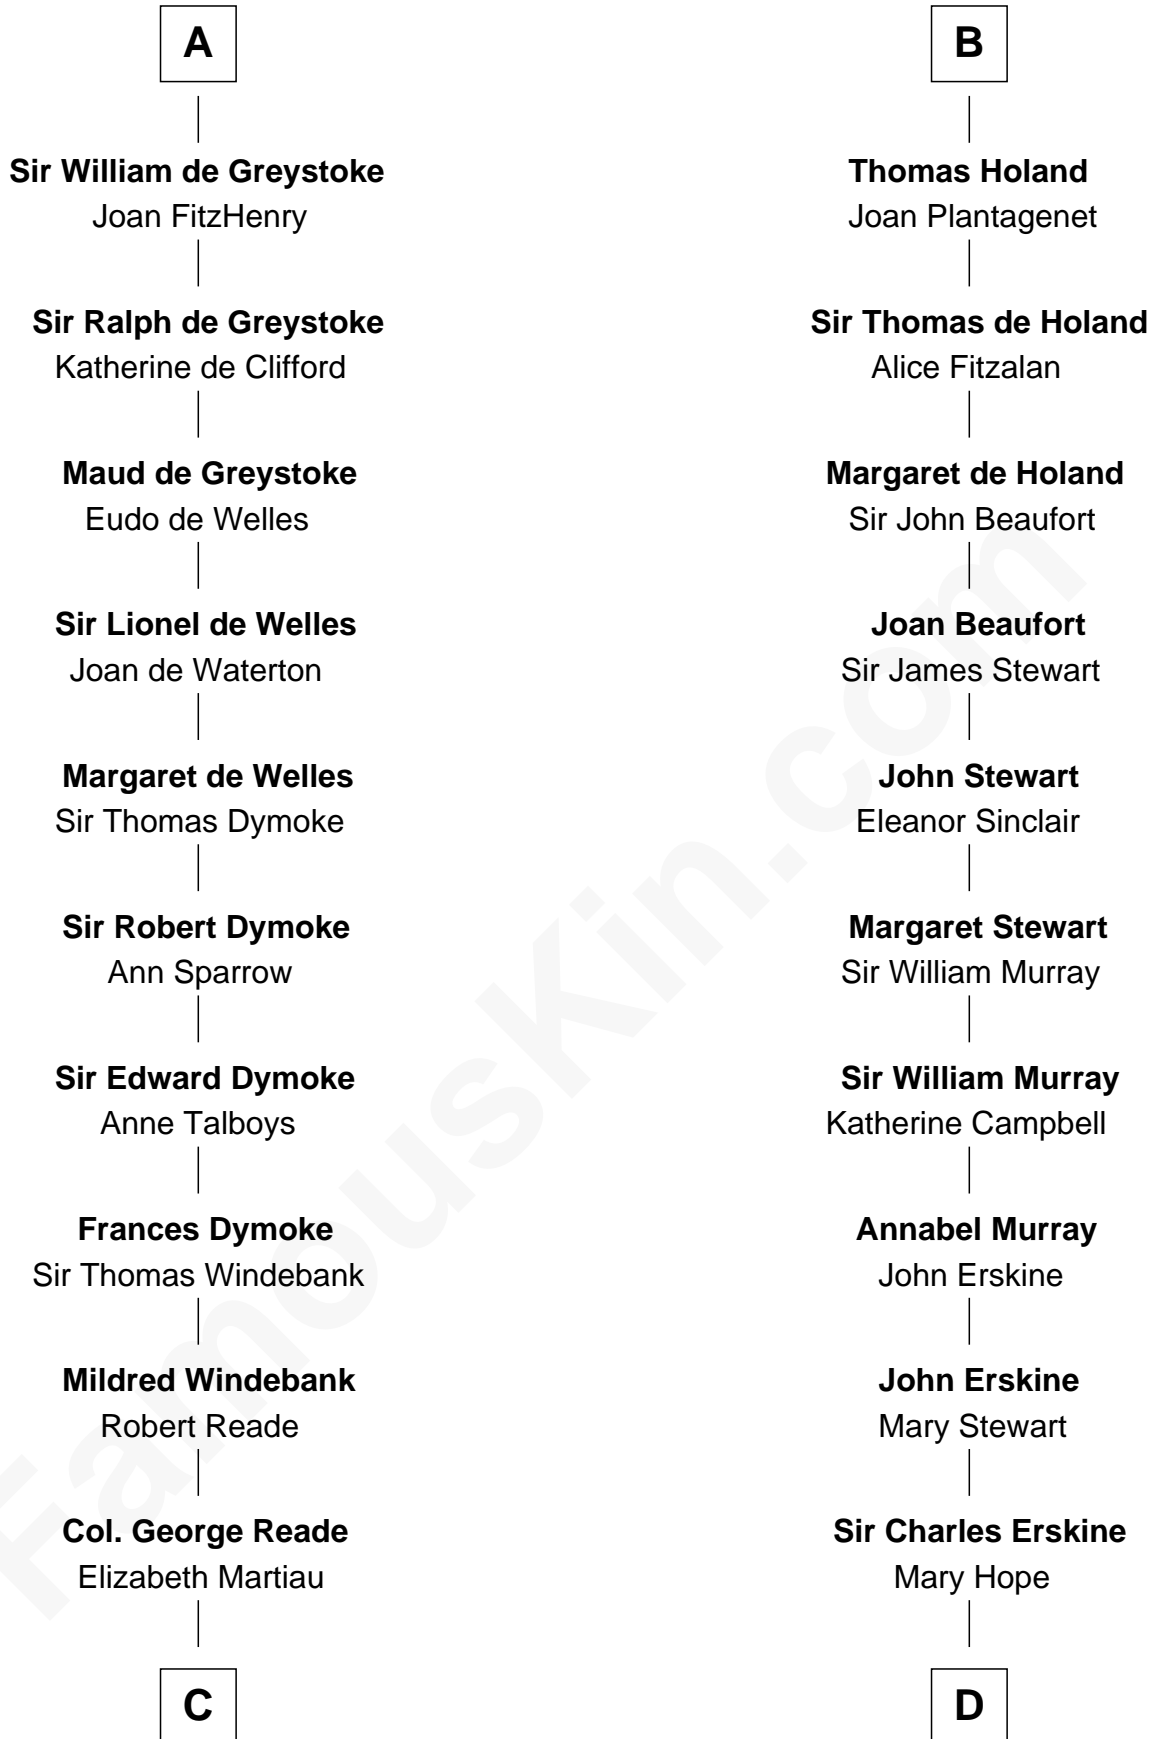 A
Sir William de Greystoke
Joan FitzHenry
Sir Ralph de Greystoke
Katherine de Clifford
Maud de Greystoke
Eudo de Welles
Sir Lionel de Welles
Joan de Waterton
Margaret de Welles
Sir Thomas Dymoke
Sir Robert Dymoke
Ann Sparrow
Sir Edward Dymoke
Anne Talboys
Frances Dymoke
Sir Thomas Windebank
Mildred Windebank
Robert Reade
Col. George Reade
Elizabeth Martiau
C
B
Thomas Holand
Joan Plantagenet
Sir Thomas de Holand
Alice Fitzalan
Margaret de Holand
Sir John Beaufort
Joan Beaufort
Sir James Stewart
John Stewart
Eleanor Sinclair
Margaret Stewart
Sir William Murray
Sir William Murray
Katherine Campbell
Annabel Murray
John Erskine
John Erskine
Mary Stewart
Sir Charles Erskine
Mary Hope
D
FamousKin.com